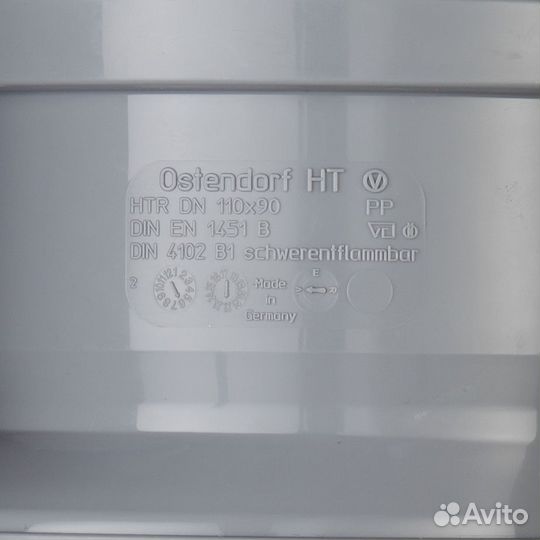 Ostendorf HT
HTR DN 110x90 PP
DIN EN 1451 B
DIN 4102 B1 schwerentflammbar
2 Made in Germany
E
V R
Avito